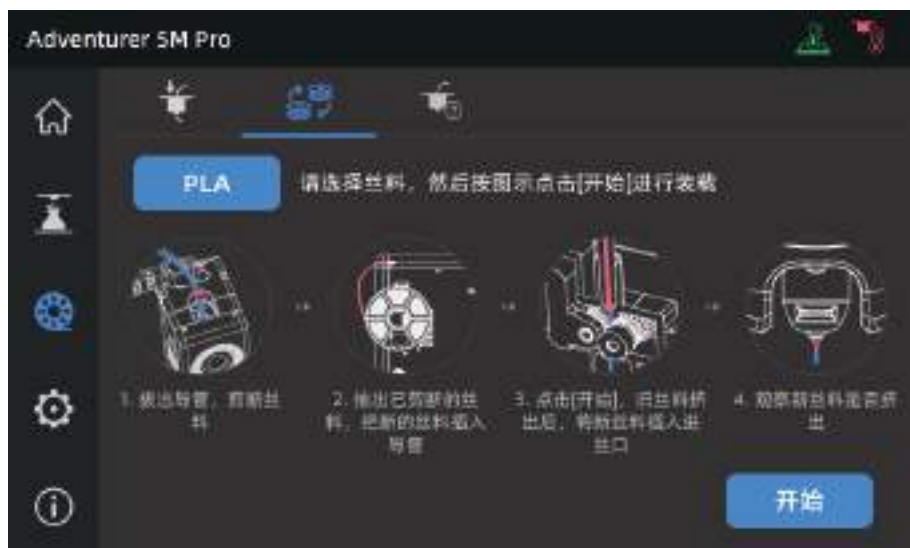 Adventurer 5M Pro
PLA
请选择丝料，然后按图示点击[开始]进行装载
1. 拔出导管，剪断丝
料
2. 抽出已剪断的丝
料，把新的丝料插入
导管
3. 点击[开始]，旧丝料挤
出后，将新丝料插入进
丝口
4. 观察新丝料是否挤
出
开始